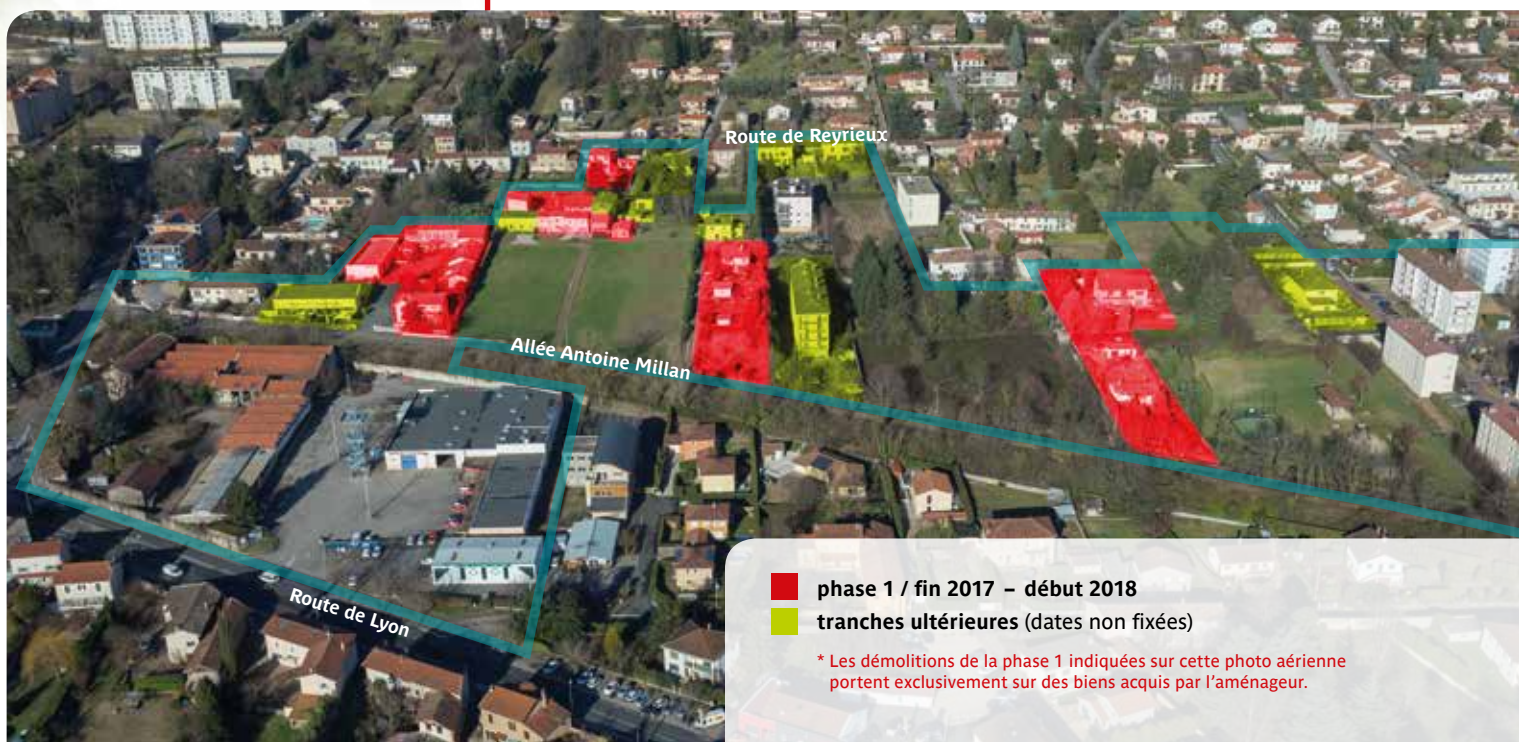 Route de Reyrieux
Allée Antoine Millan
Route de Lyon
phase 1 / fin 2017 – début 2018
tranches ultérieures (dates non fixées)
* Les démolitions de la phase 1 indiquées sur cette photo aérienne
portent exclusivement sur des biens acquis par l'aménageur.